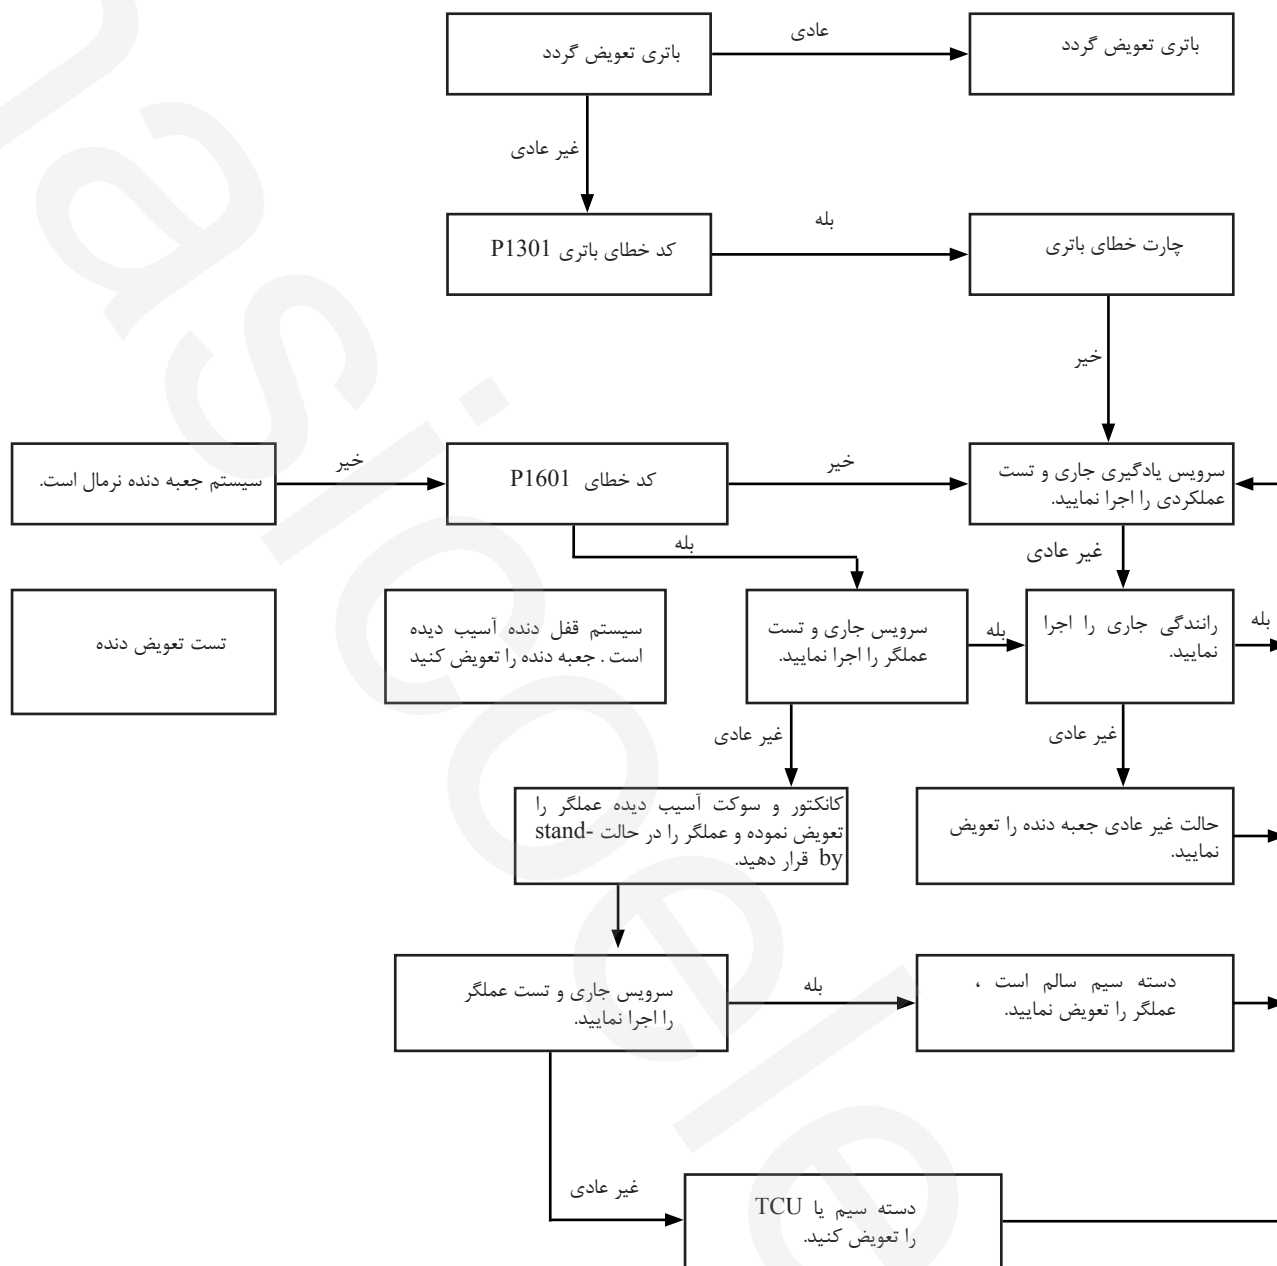 باتری تعویض گردد
عادی
باتری تعویض گردد
غیر عادی
کد خطای باتری P1301
بله
چارت خطای باتری
خیر
سیستم جعبه دنده نرمال است.
خیر
کد خطای P1601
خیر
سرویس یادگیری جاری و تست
عملکردی را اجرا نمایید.
بله
غیر عادی
تست تعویض دنده
سیستم قفل دنده آسیب دیده
است . جعبه دنده را تعویض کنید
سرویس جاری و تست
عملگر را اجرا نمایید.
بله
رانندگی جاری را اجرا
نمایید.
بله
غیر عادی
غیر عادی
کانکتور و سوکت آسیب دیده عملگر را
تعویض نموده و عملگر را در حالت stand-
by قرار دهید.
حالت غیر عادی جعبه دنده را تعویض
نمایید.
سرویس جاری و تست عملگر
را اجرا نمایید.
بله
دسته سیم سالم است ،
عملگر را تعویض نمایید.
غیر عادی
دسته سیم یا TCU
را تعویض کنید.